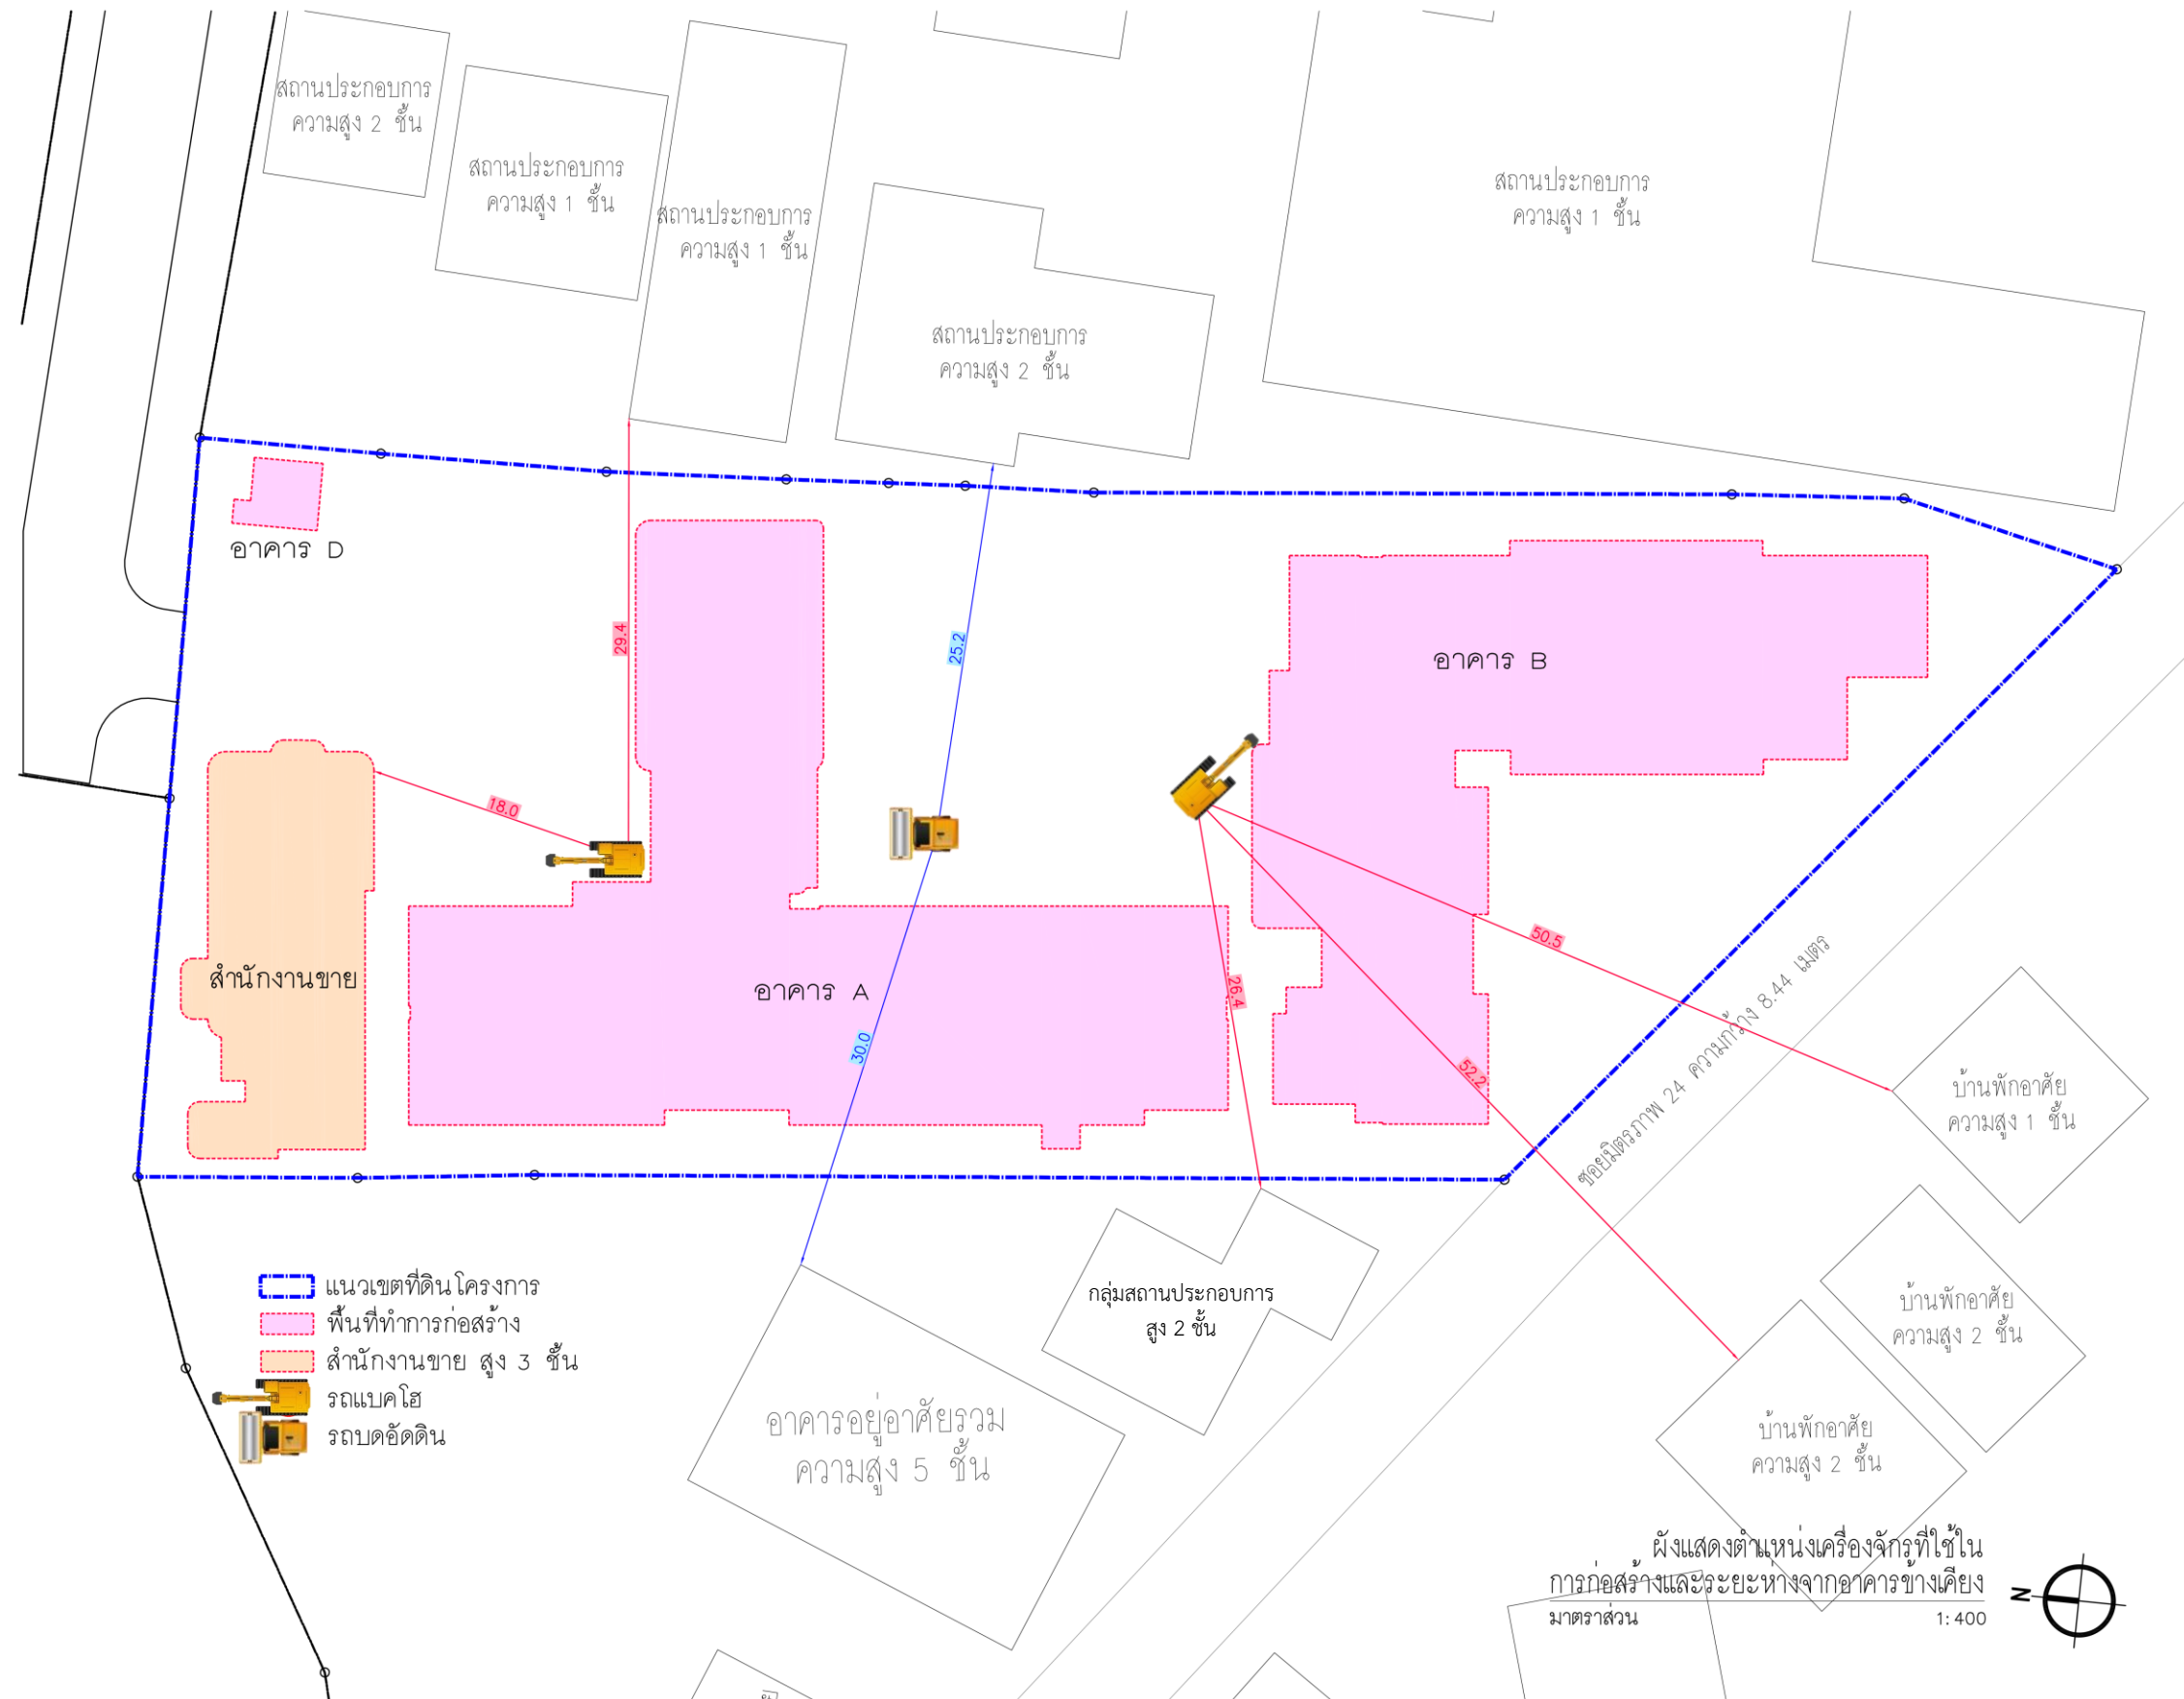 สถานประกอบการ
ความสูง 2 ชั้น
สถานประกอบการ
ความสูง 1 ชั้น
สถานประกอบการ
ความสูง 1 ชั้น
สถานประกอบการ
ความสูง 2 ชั้น
สถานประกอบการ
ความสูง 1 ชั้น
อาคาร D
29.4
25.2
อาคาร B
18.0
สำนักงานขาย
อาคาร A
30.0
26.4
50.5
52.2
ซอยมิตรภาพ 24 ความกว้าง 8.44 เมตร
บ้านพักอาศัย
ความสูง 1 ชั้น
บ้านพักอาศัย
ความสูง 2 ชั้น
บ้านพักอาศัย
ความสูง 2 ชั้น
กลุ่มสถานประกอบการ
สูง 2 ชั้น
อาคารอยู่อาศัยรวม
ความสูง 5 ชั้น
แนวเขตที่ดินโครงการ
พื้นที่ทำการก่อสร้าง
สำนักงานขาย สูง 3 ชั้น
รถแบคโฮ
รถบดอัดดิน
ผังแสดงตำแหน่งเครื่องจักรที่ใช้ใน
การก่อสร้างและระยะห่างจากอาคารข้างเคียง
มาตราส่วน 1:400
N